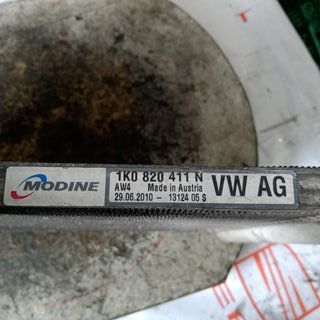 MODINE
1K0 820 411 N
AW4 Made in Austria
29.06.2010 - 13124 05 S
VW AG